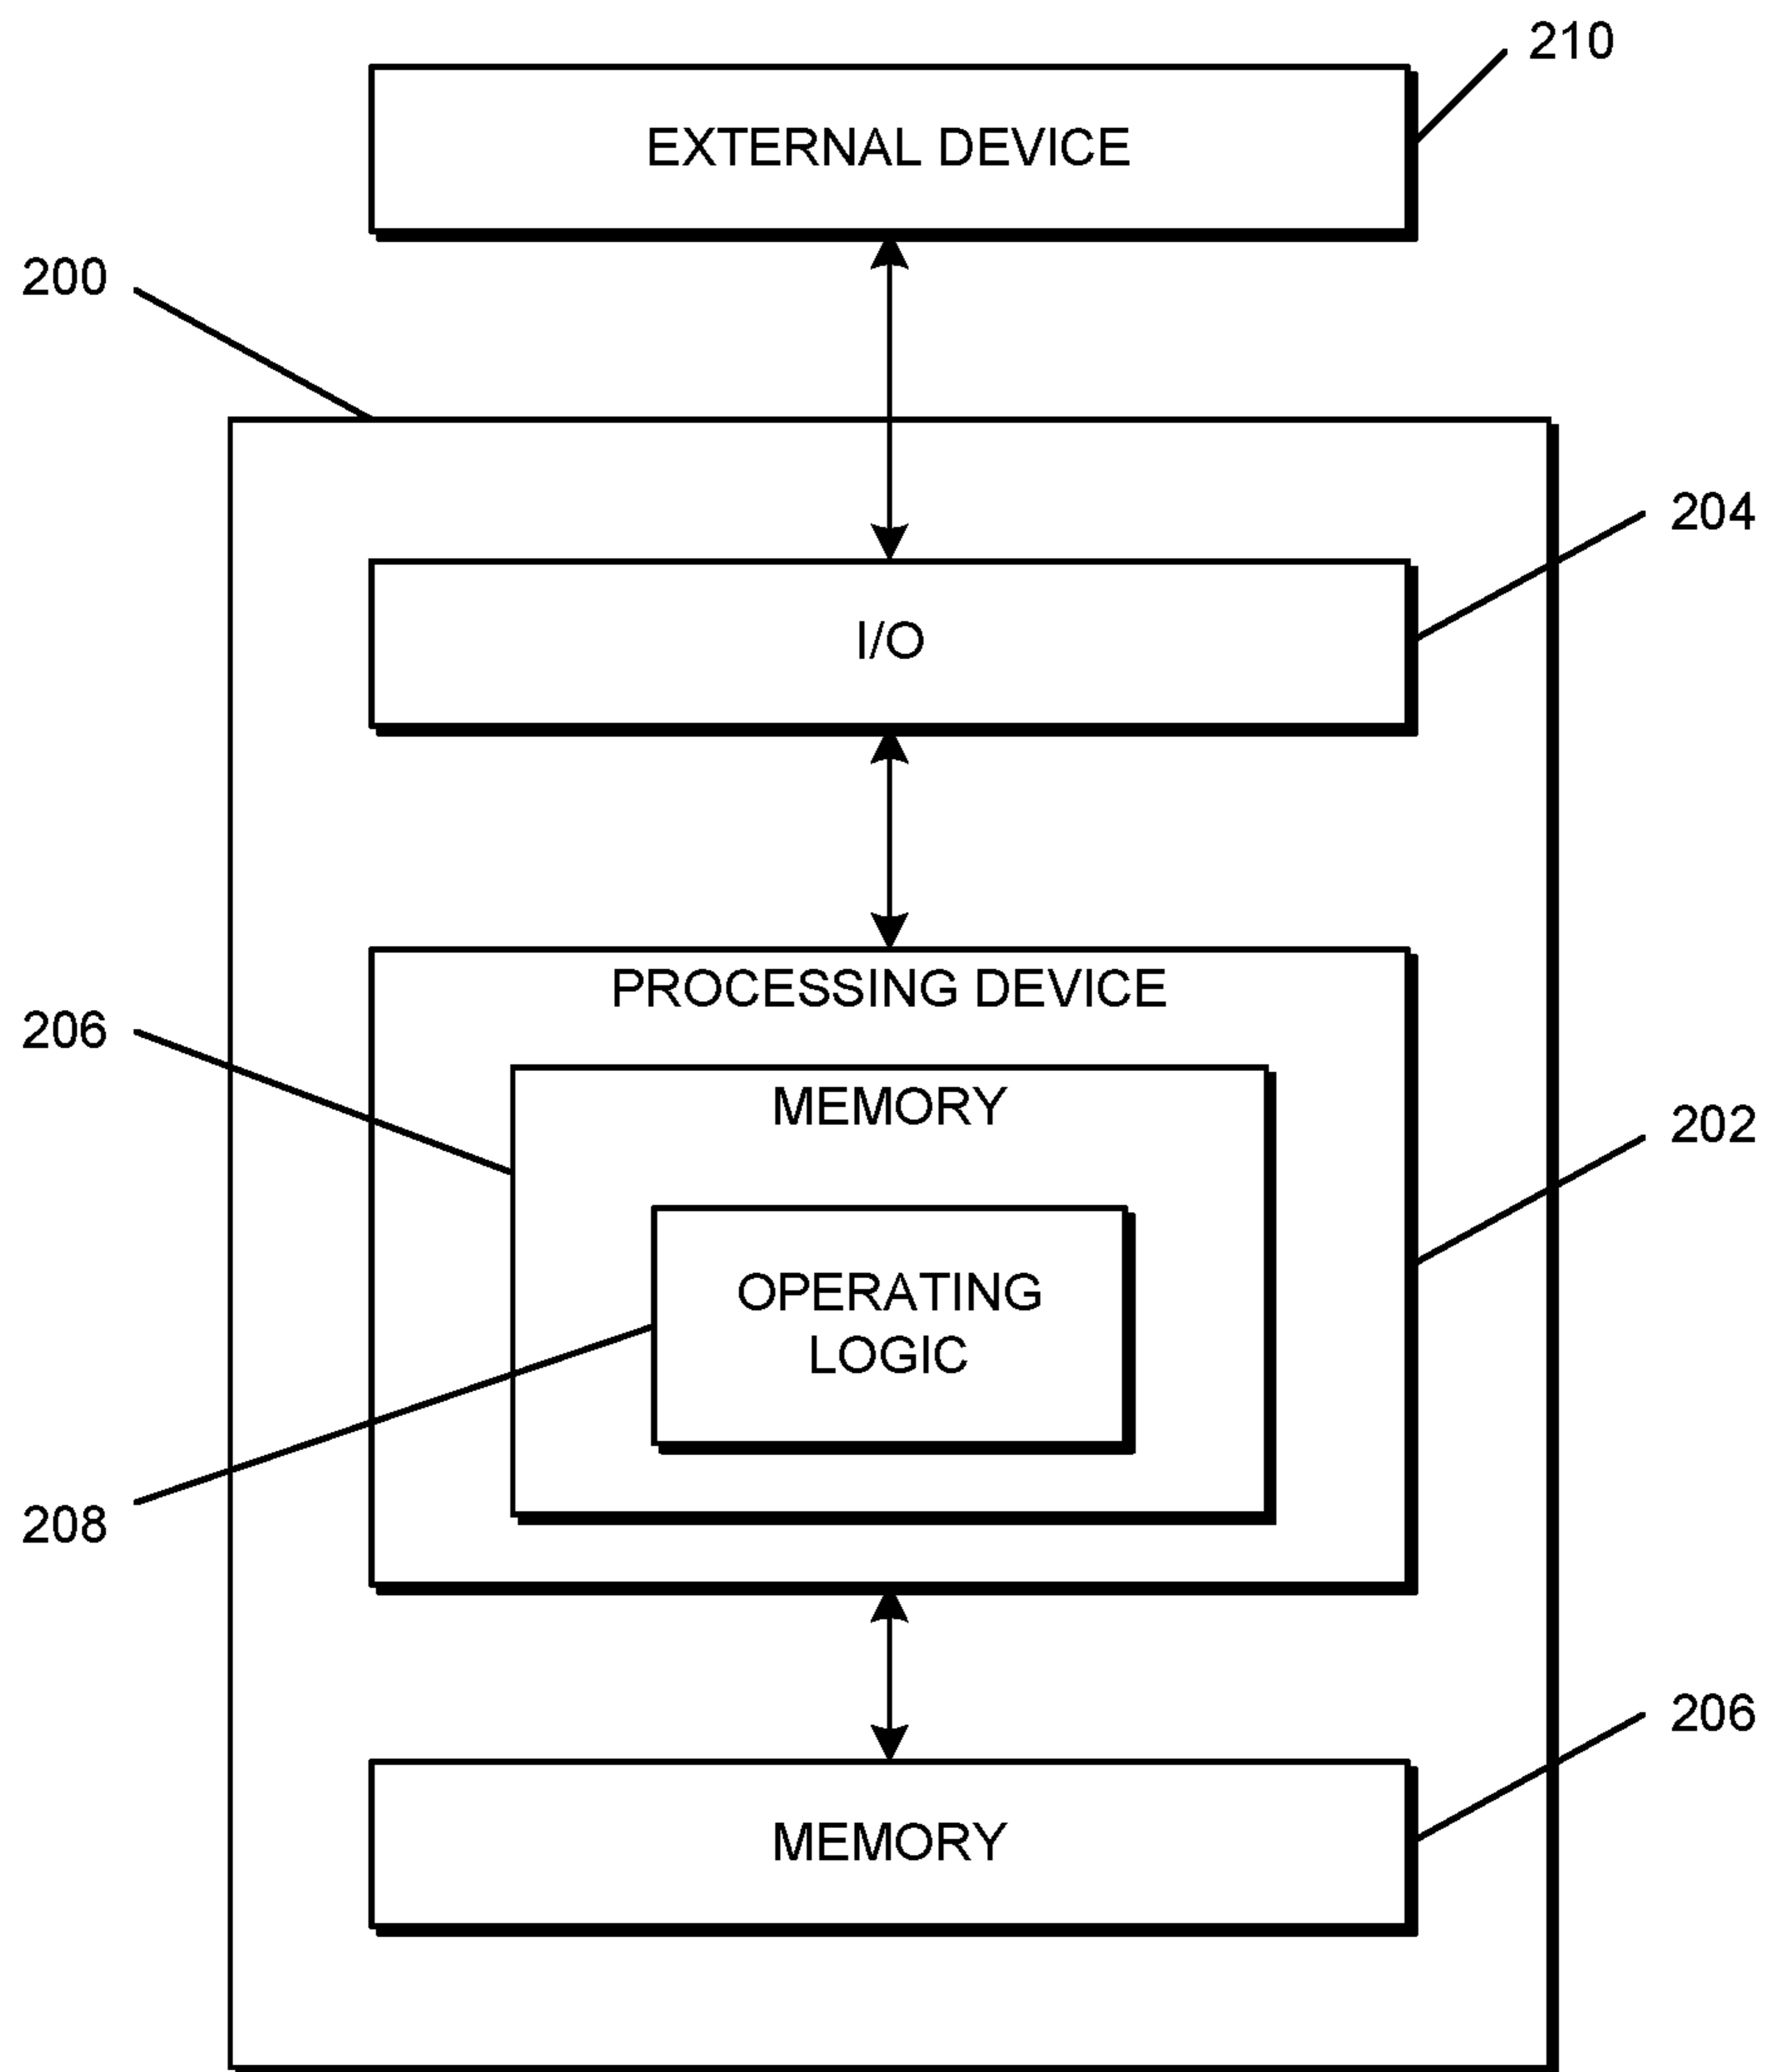 210
EXTERNAL DEVICE
200
204
I/O
PROCESSING DEVICE
206
MEMORY
202
OPERATING
LOGIC
208
206
MEMORY